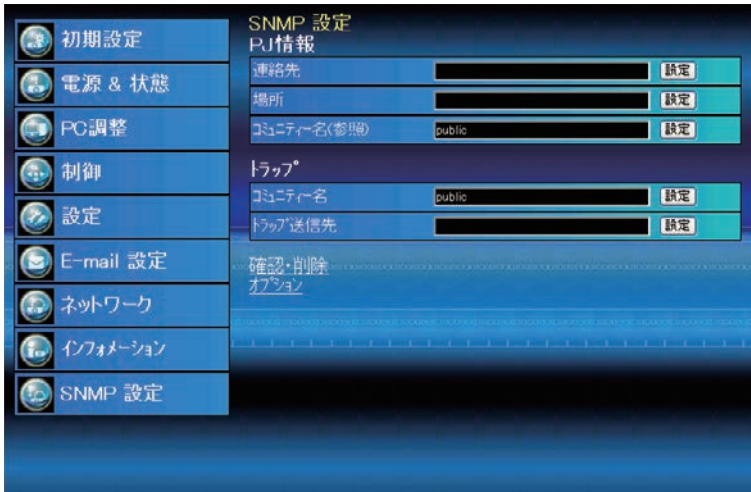 初期設定
電源 & 状態
PC調整
制御
設定
E-mail 設定
ネットワーク
インフォメーション
SNMP 設定
SNMP 設定
PJ情報
連絡先 設定
場所 設定
コミュニティー名(参照) public 設定
トラップ
コミュニティー名 public 設定
トラップ送信先 設定
確認・削除
オプション